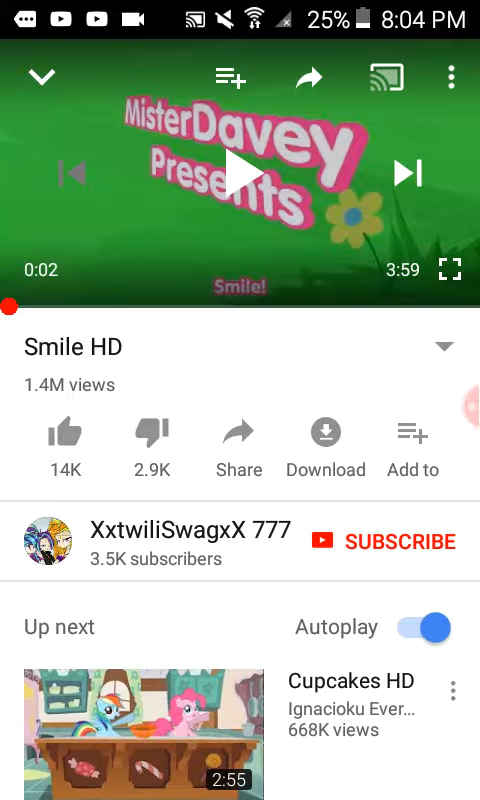 25% 8:04 PM
MisterDavey
Presents
0:02
3:59
Smile!
Smile HD
1.4M views
14K 2.9K Share Download Add to
XxtwiliSwagxX 777
SUBSCRIBE
3.5K subscribers
Up next Autoplay
Cupcakes HD
Ignacioku Ever...
668K views
2:55